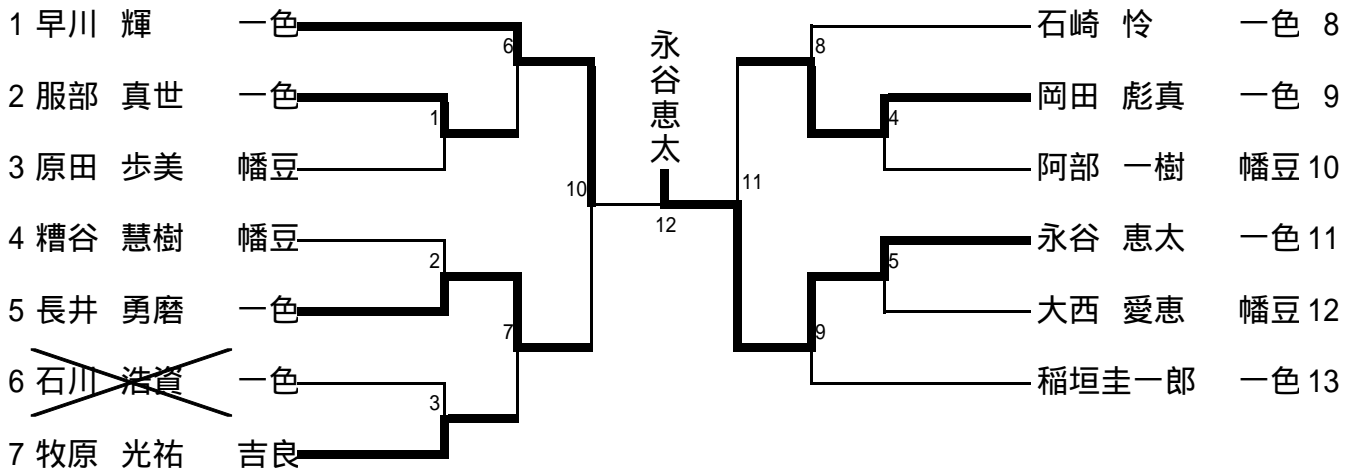 1 早川 輝 一色
2 服部 真世 一色
3 原田 歩美 幡豆
4 糟谷 慧樹 幡豆
5 長井 勇磨 一色
6 石川 浩資 一色
7 牧原 光祐 吉良
6
1
2
7
3
10
永谷恵太
12
11
8
4
5
9
石崎 怜 一色 8
岡田 彪真 一色 9
阿部 一樹 幡豆 10
永谷 恵太 一色 11
大西 愛恵 幡豆 12
稲垣圭一郎 一色 13